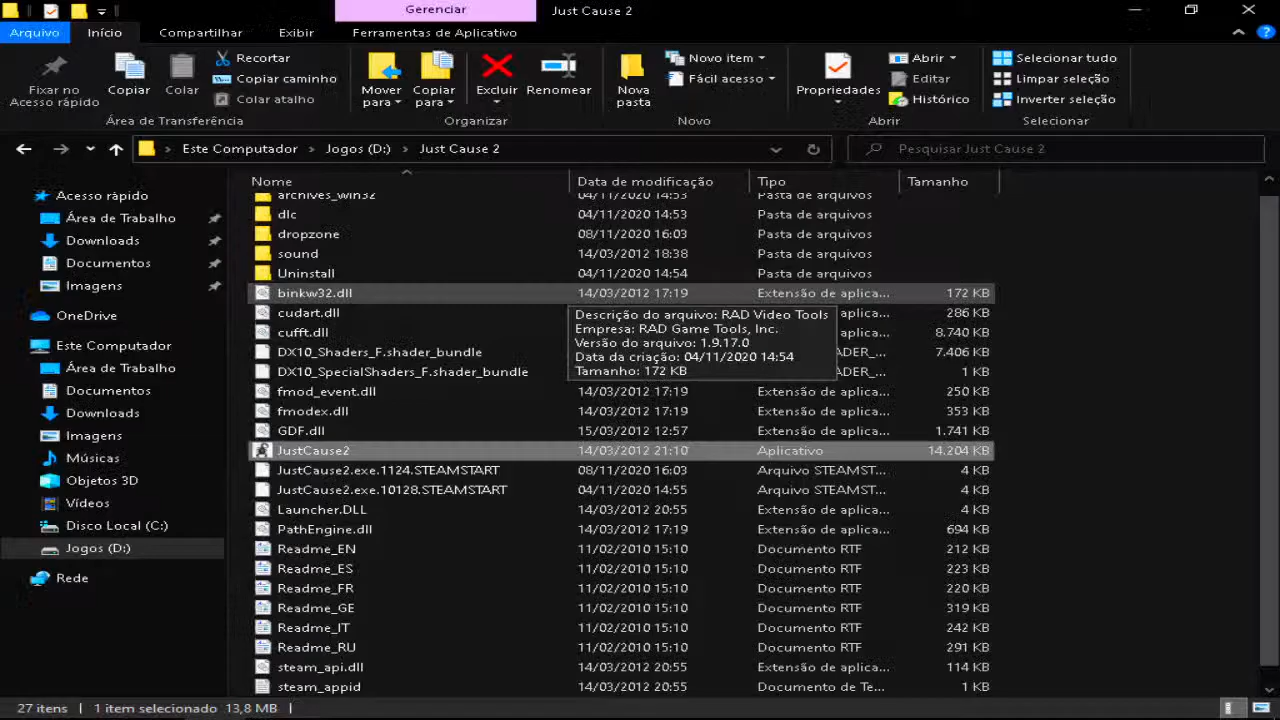 Gerenciar
Just Cause 2
Arquivo
Início
Compartilhar
Exibir
Ferramentas de Aplicativo
Fixar no
Acesso rápido
Copiar
Colar
Recortar
Copiar caminho
Colar atalho
Área de Transferência
Mover
para
Copiar
para
Excluir
Renomear
Organizar
Nova
pasta
Novo item
Fácil acesso
Novo
Propriedades
Abrir
Editar
Histórico
Abrir
Selecionar tudo
Limpar seleção
Inverter seleção
Selecionar
Este Computador > Jogos (D:) > Just Cause 2
Pesquisar Just Cause 2
Acesso rápido
Área de Trabalho
Downloads
Documentos
Imagens
OneDrive
Este Computador
Área de Trabalho
Documentos
Downloads
Imagens
Músicas
Objetos 3D
Vídeos
Disco Local (C:)
Jogos (D:)
Rede
Nome Data de modificação Tipo Tamanho
archives_win32 04/11/2020 14:53 Pasta de arquivos
dlc 04/11/2020 14:53 Pasta de arquivos
dropzone 08/11/2020 16:03 Pasta de arquivos
sound 14/03/2012 18:38 Pasta de arquivos
Uninstall 04/11/2020 14:54 Pasta de arquivos
binkw32.dll 14/03/2012 17:19 Extensão de aplica... 172 KB
cudart.dll de aplica... 286 KB
cufft.dll de aplica... 8.740 KB
DX10_Shaders_F.shader_bundle ADER_... 7.406 KB
DX10_SpecialShaders_F.shader_bundle ADER_... 1 KB
Descrição do arquivo: RAD Video Tools
Empresa: RAD Game Tools, Inc.
Versão do arquivo: 1.9.17.0
Data da criação: 04/11/2020 14:54
Tamanho: 172 KB
fmod_event.dll 14/03/2012 17:19 Extensão de aplica...
fmodex.dll 14/03/2012 17:19 Extensão de aplica...
GDF.dll 15/03/2012 12:57 Extensão de aplica... 1.741 KB
JustCause2 14/03/2012 21:10 Aplicativo 14.204 KB
JustCause2.exe.1124.STEAMSTART 08/11/2020 16:03 Arquivo STEAMST... 4 KB
JustCause2.exe.10128.STEAMSTART 04/11/2020 14:55 Arquivo STEAMST... 4 KB
Launcher.DLL 14/03/2012 20:55 Extensão de aplica... 4 KB
PathEngine.dll 14/03/2012 17:19 Extensão de aplica... 694 KB
Readme_EN 11/02/2010 15:10 Documento RTF 212 KB
Readme_ES 11/02/2010 15:10 Documento RTF
Readme_FR 11/02/2010 15:10 Documento RTF
Readme_GE 11/02/2010 15:10 Documento RTF 319 KB
Readme_IT 11/02/2010 15:10 Documento RTF
Readme_RU 11/02/2010 15:10 Documento RTF 291 KB
steam_api.dll 14/03/2012 20:55 Extensão de aplica... 114 KB
steam_appid 14/03/2012 20:55 Documento de Te... 1 KB
27 itens | 1 item selecionado 13,8 MB |